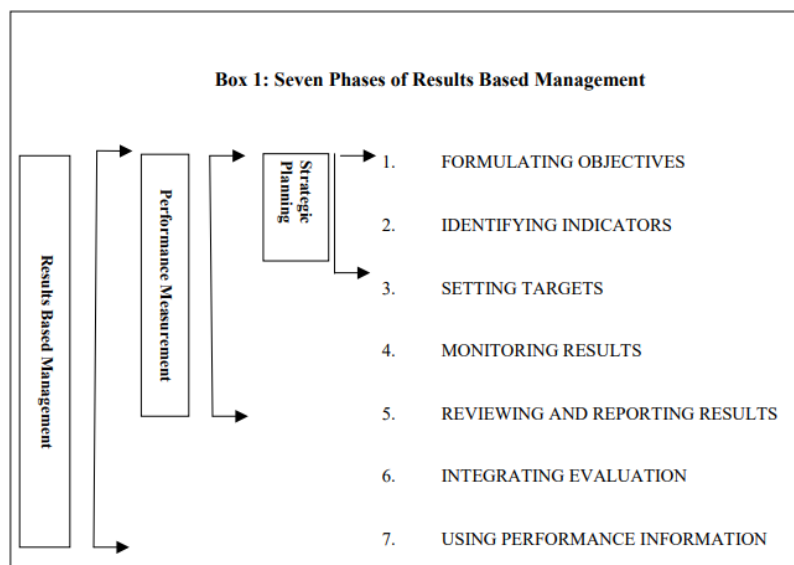 Box 1: Seven Phases of Results Based Management
Results Based Management
Performance Measurement
Strategic
Planning
1. FORMULATING OBJECTIVES
2. IDENTIFYING INDICATORS
3. SETTING TARGETS
4. MONITORING RESULTS
5. REVIEWING AND REPORTING RESULTS
6. INTEGRATING EVALUATION
7. USING PERFORMANCE INFORMATION